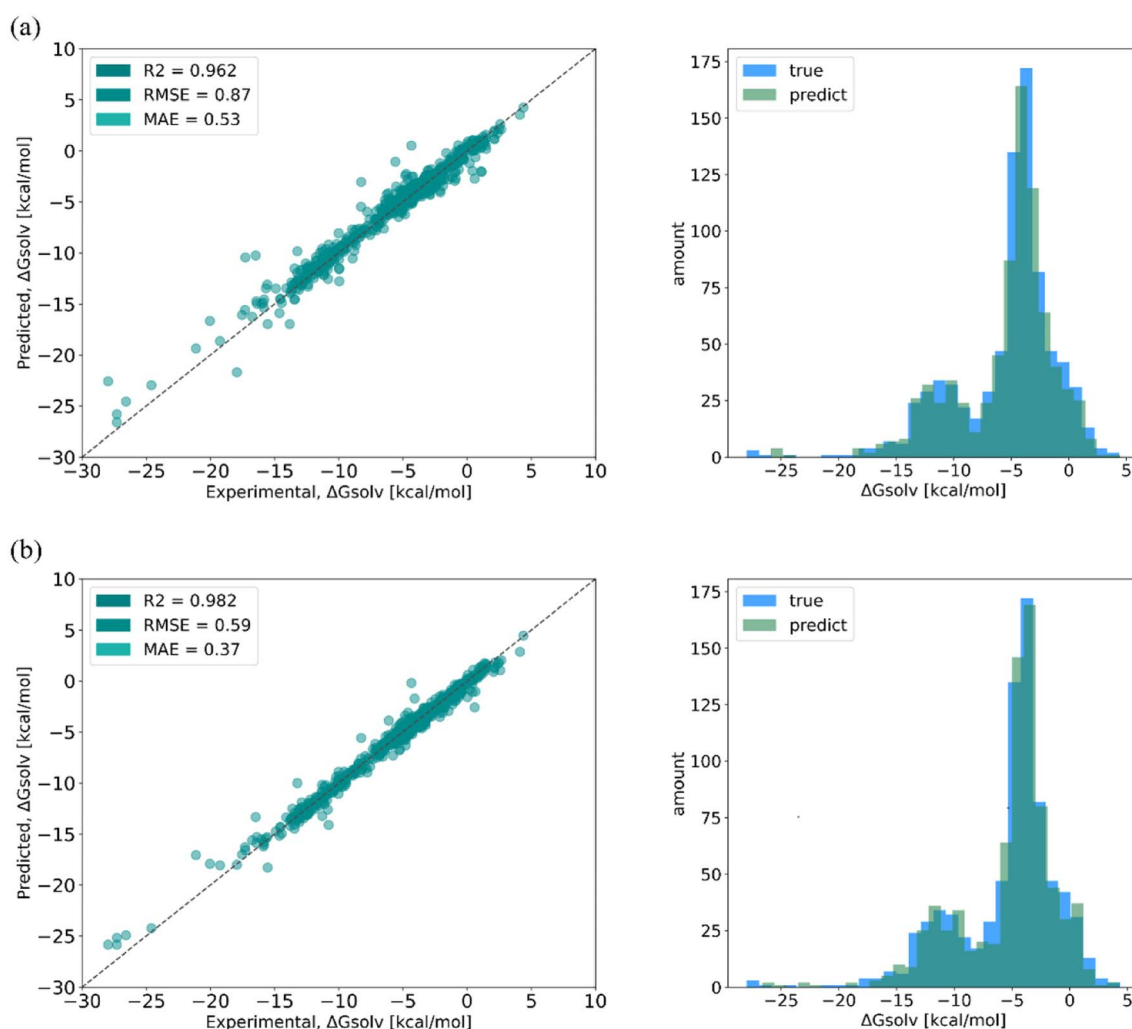 (a)
10
5
0
−5
−10
−15
−20
−25
−30
Predicted, ΔGsolv [kcal/mol]
R2 = 0.962
RMSE = 0.87
MAE = 0.53
−30 −25 −20 −15 −10 −5 0 5 10
Experimental, ΔGsolv [kcal/mol]
175
150
125
100
75
50
25
0
amount
true
predict
−25 −20 −15 −10 −5 0 5
ΔGsolv [kcal/mol]
(b)
10
5
0
−5
−10
−15
−20
−25
−30
Predicted, ΔGsolv [kcal/mol]
R2 = 0.982
RMSE = 0.59
MAE = 0.37
−30 −25 −20 −15 −10 −5 0 5 10
Experimental, ΔGsolv [kcal/mol]
175
150
125
100
75
50
25
0
amount
true
predict
−25 −20 −15 −10 −5 0 5
ΔGsolv [kcal/mol]